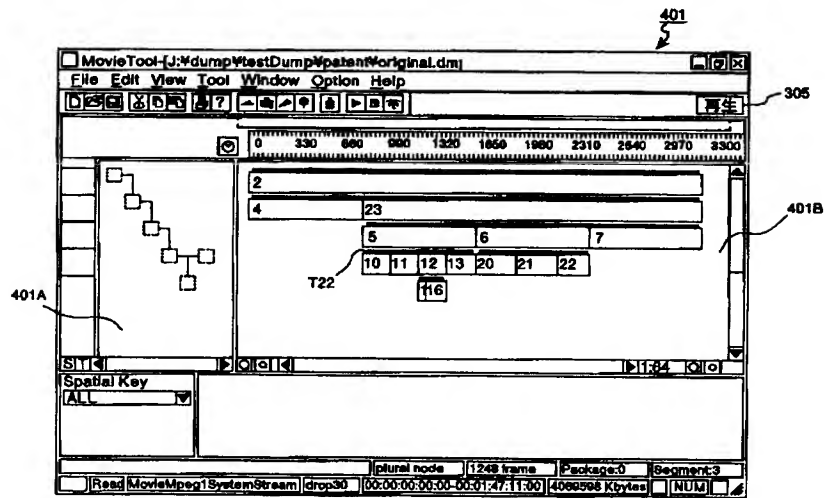 401
MovieTool-[J:¥dump¥testDump¥patent¥original.dm
File Edit View Tool Window Option Help
再生
305
0 330 660 990 1320 1650 1980 2310 2640 2970 3300
2
4 23
5 6 7
10 11 12 13 20 21 22
T22
401A
401B
S T
1:64
Spatial Key
ALL
plural node 1248 frame Package:0 Segment:3
Read MovieMpeg1SystemStream drop30 00:00:00:00:00-00:01:47:11:00 Kbytes NUM